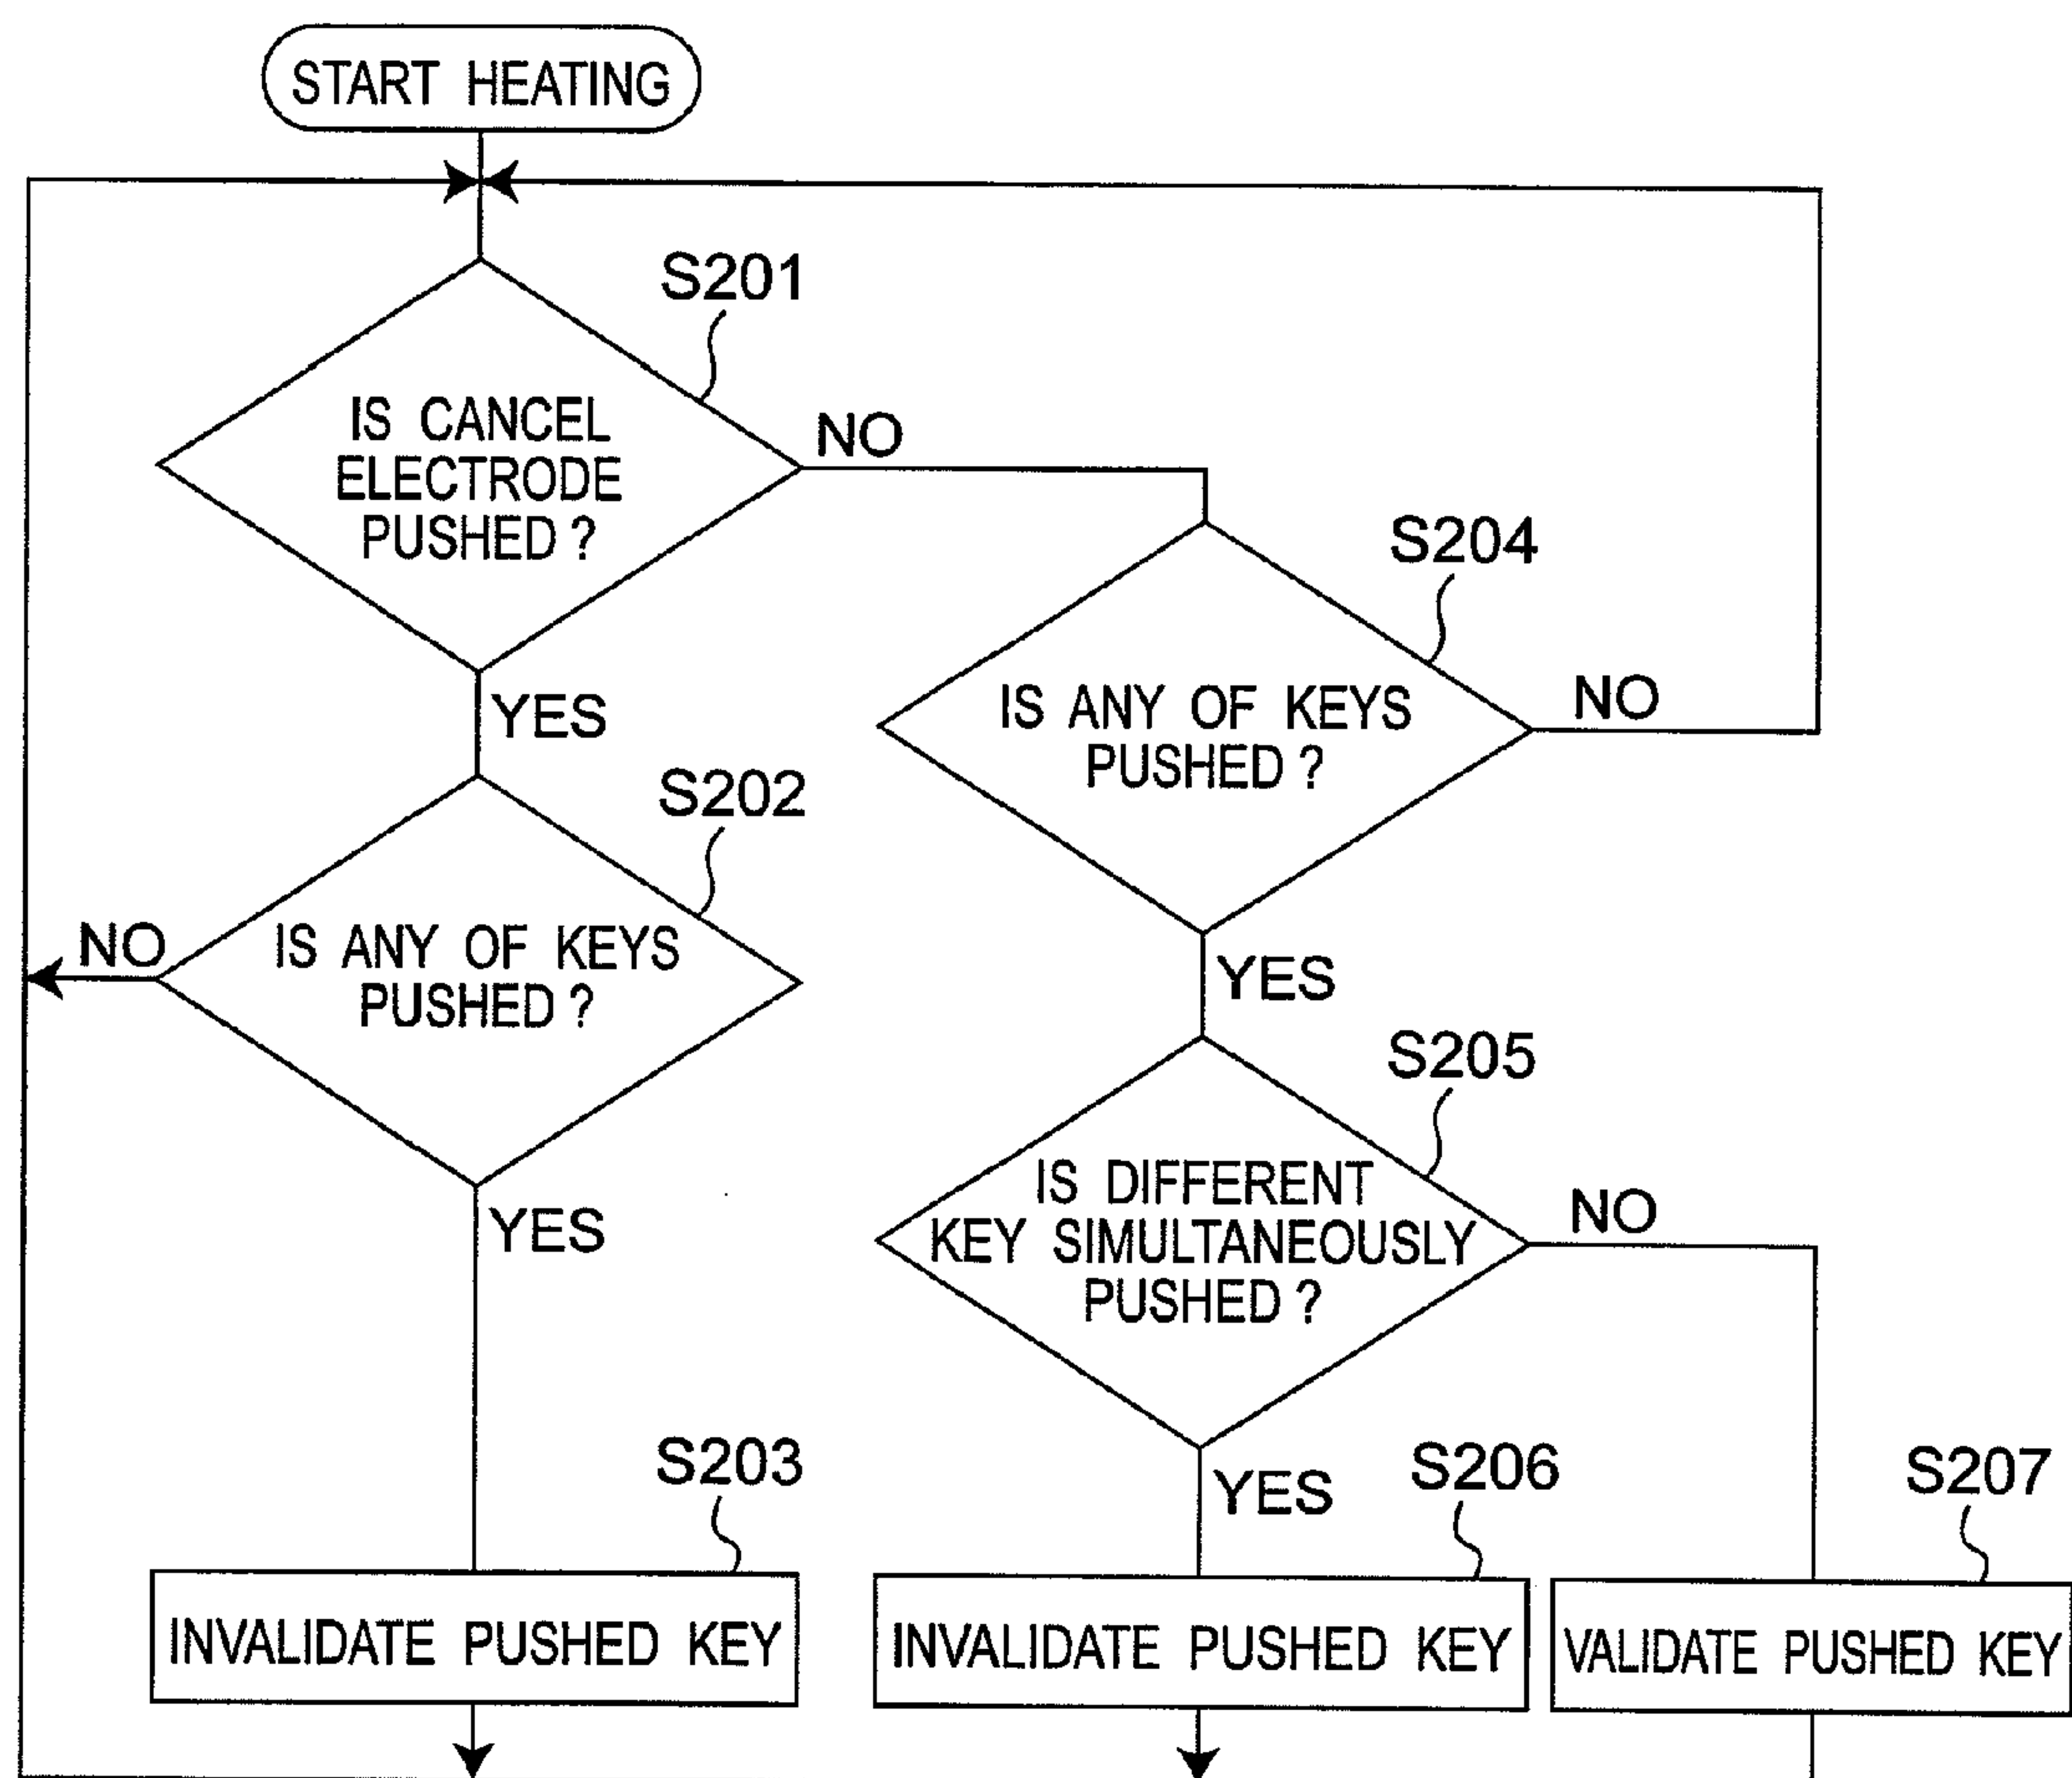 START HEATING
S201
IS CANCEL
ELECTRODE
PUSHED ?
NO
YES
S204
IS ANY OF KEYS
PUSHED ?
NO
YES
S202
IS ANY OF KEYS
PUSHED ?
NO
YES
S205
IS DIFFERENT
KEY SIMULTANEOUSLY
PUSHED ?
NO
YES
S203
INVALIDATE PUSHED KEY
S206
INVALIDATE PUSHED KEY
S207
VALIDATE PUSHED KEY